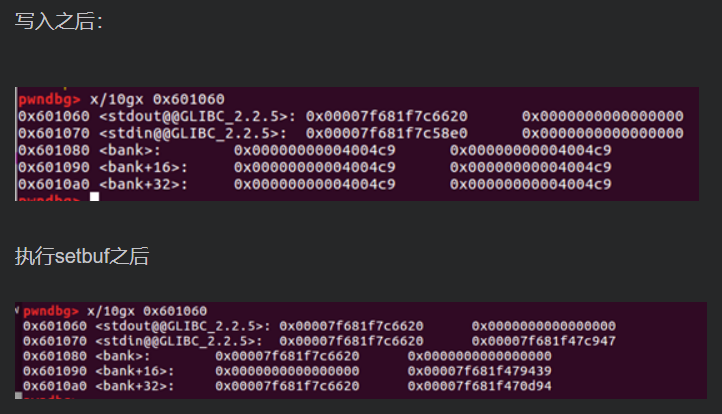 写入之后：
pwndbg> x/10gx 0x601060
0x601060 <stdout@@GLIBC_2.2.5>: 0x00007f681f7c6620 0x0000000000000000
0x601070 <stdin@@GLIBC_2.2.5>: 0x00007f681f7c58e0 0x0000000000000000
0x601080 <bank>: 0x00000000004004c9 0x00000000004004c9
0x601090 <bank+16>: 0x00000000004004c9 0x00000000004004c9
0x6010a0 <bank+32>: 0x00000000004004c9 0x00000000004004c9
pwndbg>
执行setbuf之后
pwndbg> x/10gx 0x601060
0x601060 <stdout@@GLIBC_2.2.5>: 0x00007f681f7c6620 0x0000000000000000
0x601070 <stdin@@GLIBC_2.2.5>: 0x00007f681f7c6620 0x00007f681f47c947
0x601080 <bank>: 0x00007f681f7c6620 0x0000000000000000
0x601090 <bank+16>: 0x0000000000000000 0x00007f681f479439
0x6010a0 <bank+32>: 0x00007f681f7c6620 0x00007f681f470d94